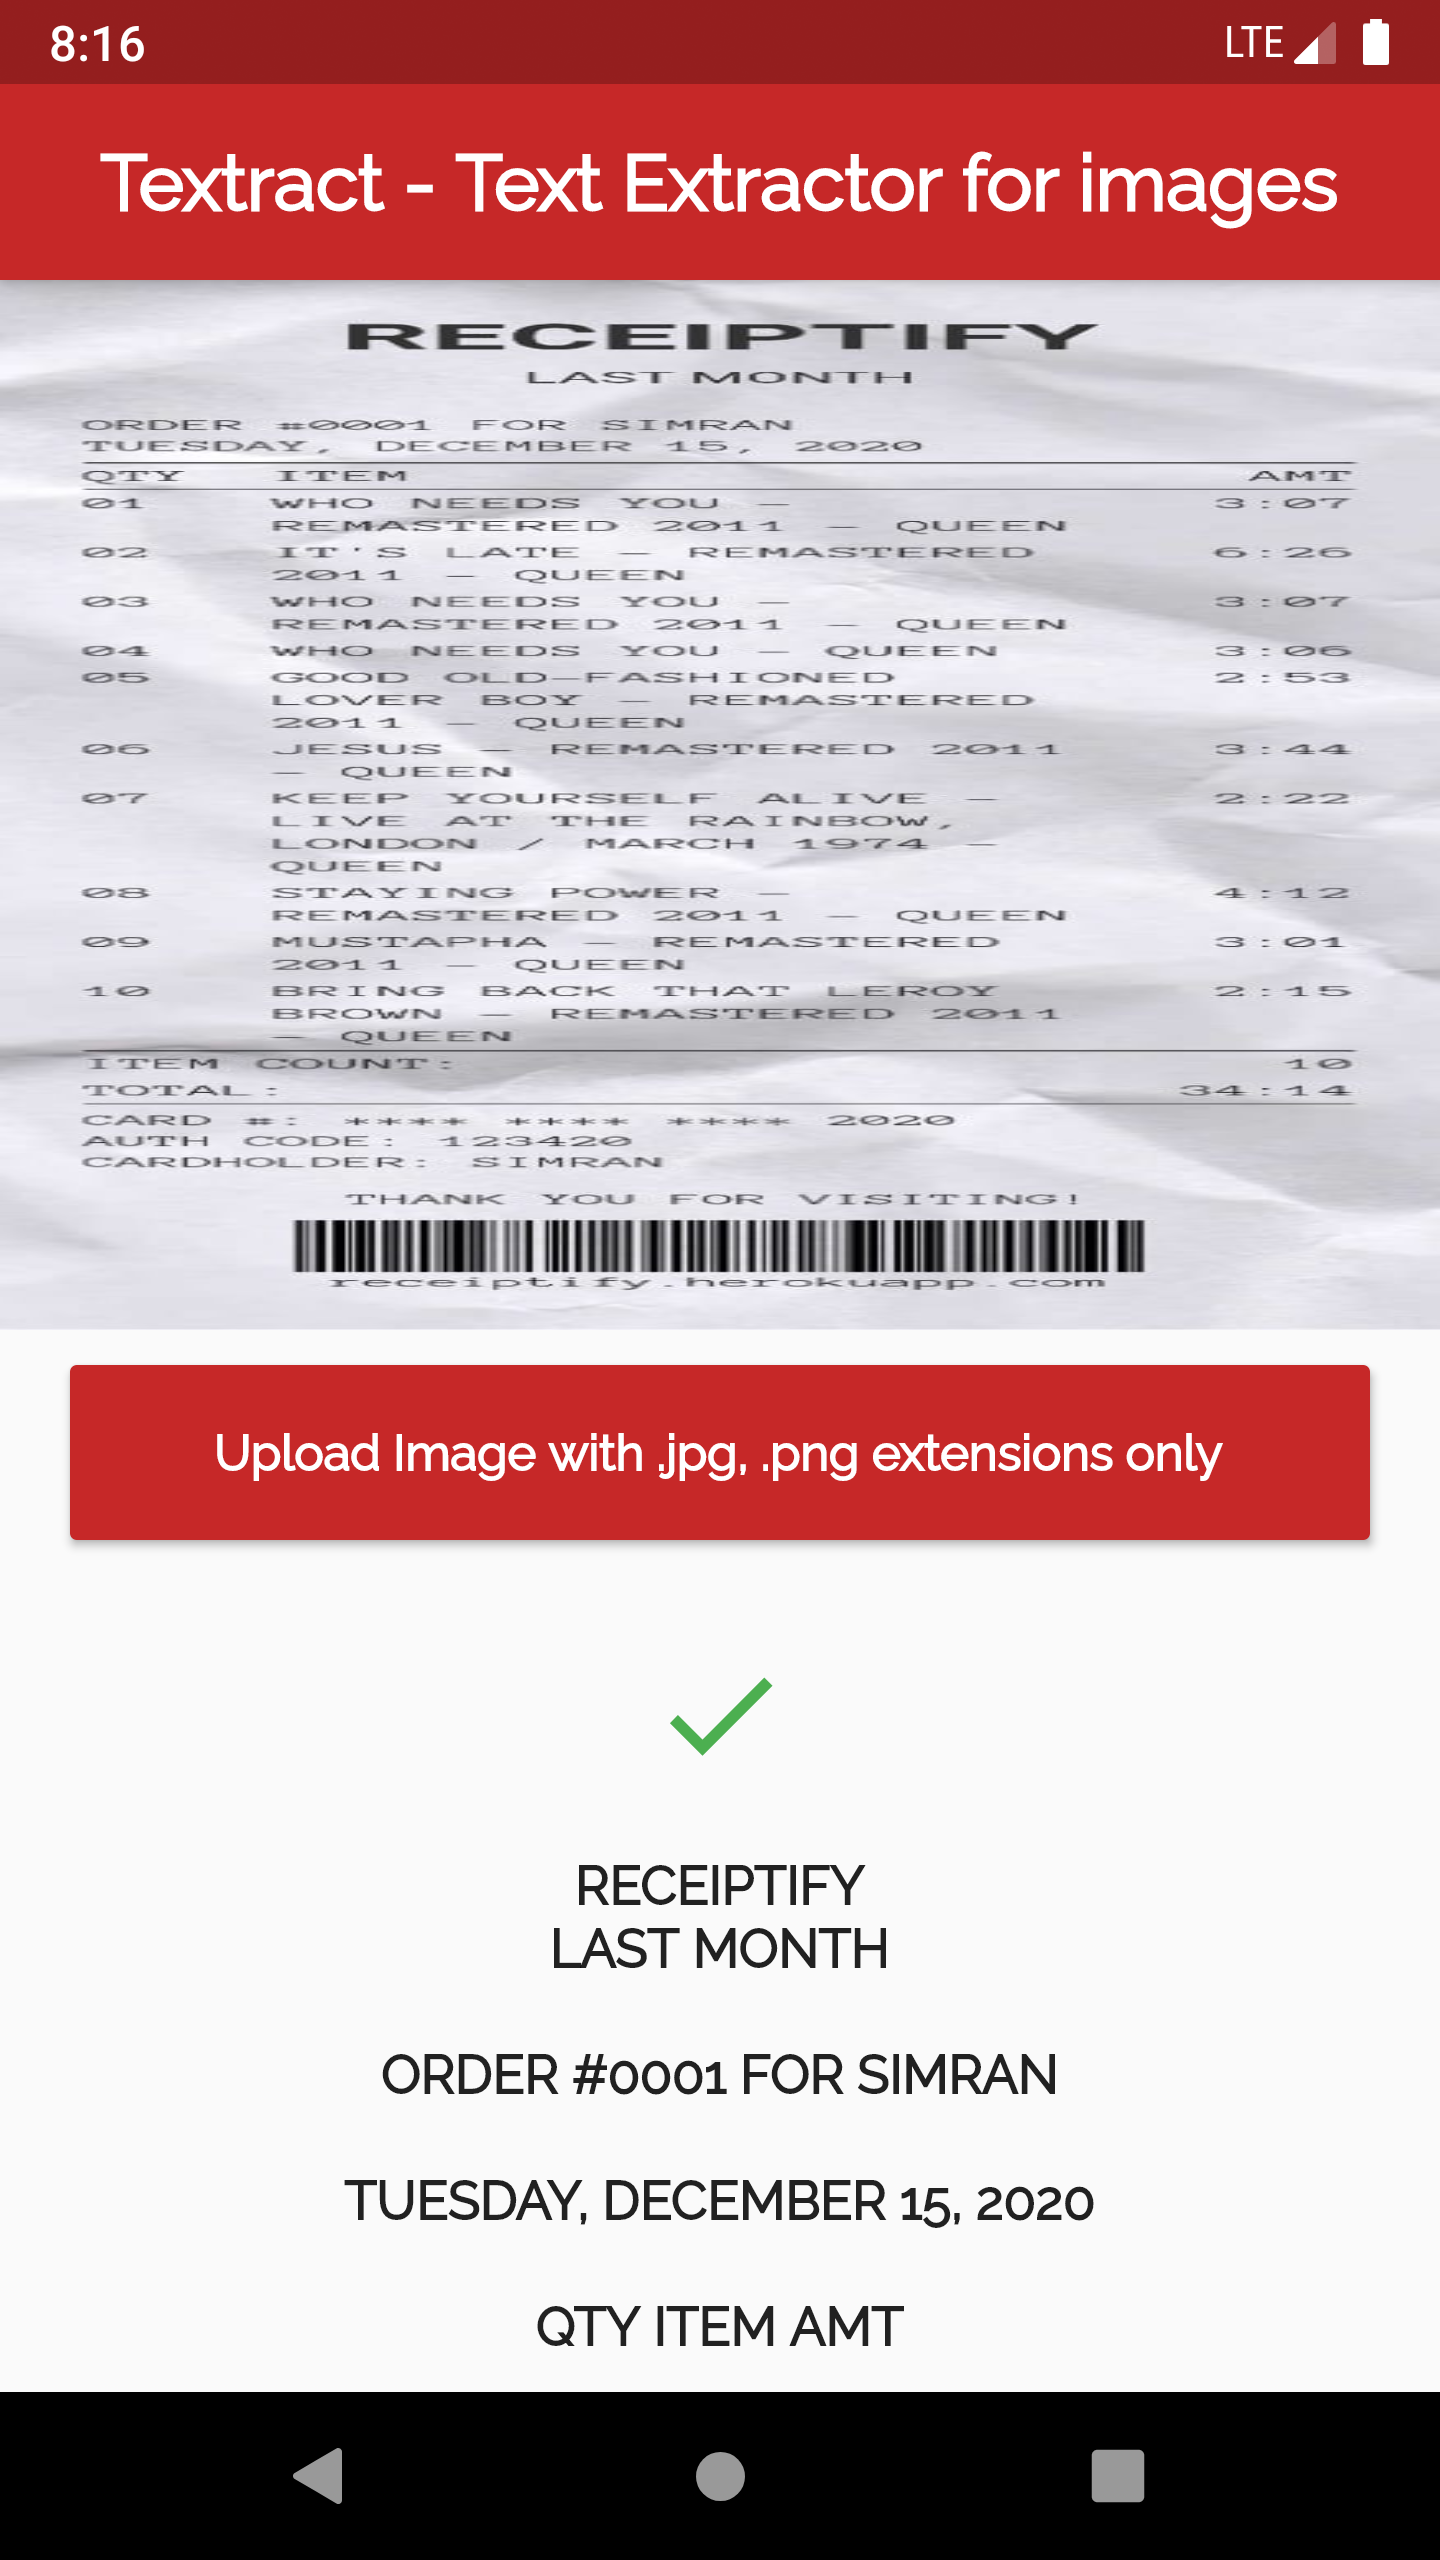 8:16
LTE
Textract - Text Extractor for images
RECEIPTIFY
LAST MONTH
ORDER #0001 FOR SIMRAN
TUESDAY, DECEMBER 15, 2020
QTY ITEM AMT
01 WHO NEEDS YOU - 3:07
REMASTERED 2011 - QUEEN
02 IT'S LATE - REMASTERED 6:26
2011 - QUEEN
03 WHO NEEDS YOU - 3:07
REMASTERED 2011 - QUEEN
04 WHO NEEDS YOU - QUEEN 3:06
05 GOOD OLD-FASHIONED 2:53
LOVER BOY - REMASTERED
2011 - QUEEN
06 JESUS - REMASTERED 2011 3:44
- QUEEN
07 KEEP YOURSELF ALIVE - 2:22
LIVE AT THE RAINBOW,
LONDON / MARCH 1974 -
QUEEN
08 STAYING POWER - 4:12
REMASTERED 2011 - QUEEN
09 MUSTAPHA - REMASTERED 3:01
2011 - QUEEN
10 BRING BACK THAT LEROY 2:15
BROWN - REMASTERED 2011
- QUEEN
ITEM COUNT: 10
TOTAL: 34:14
CARD #: **** **** **** 2020
AUTH CODE: 123420
CARDHOLDER: SIMRAN
THANK YOU FOR VISITING!
receiptify.herokuapp.com
Upload Image with .jpg, .png extensions only
RECEIPTIFY
LAST MONTH
ORDER #0001 FOR SIMRAN
TUESDAY, DECEMBER 15, 2020
QTY ITEM AMT